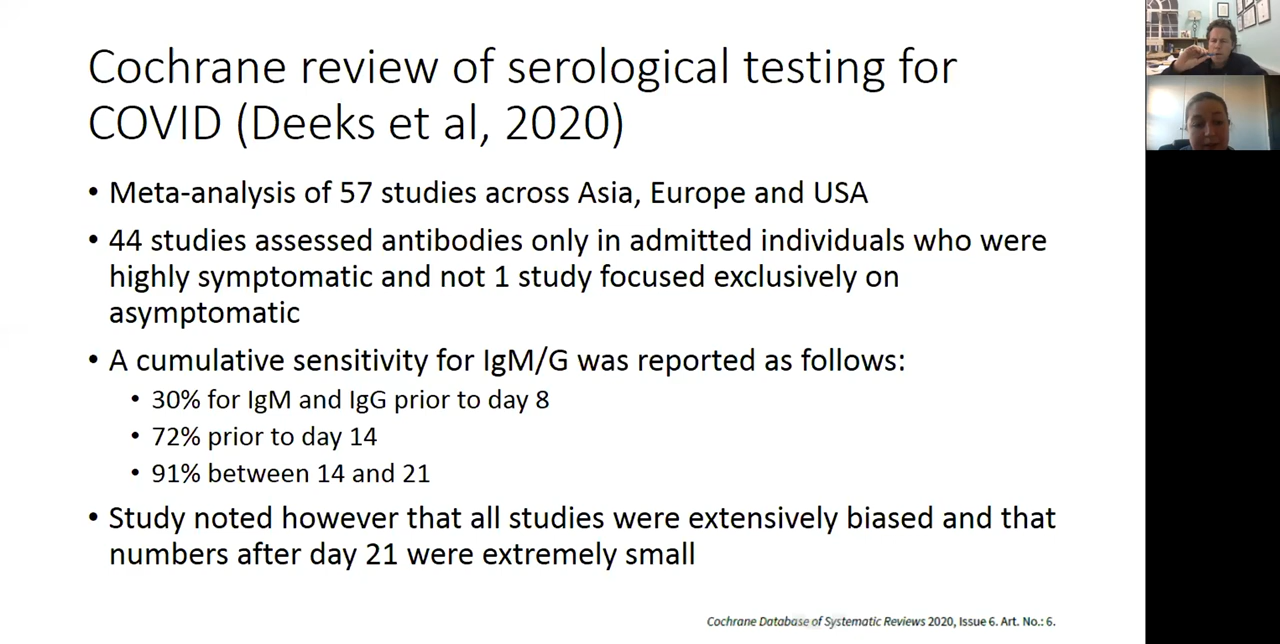 Cochrane review of serological testing for
COVID (Deeks et al, 2020)
• Meta-analysis of 57 studies across Asia, Europe and USA
• 44 studies assessed antibodies only in admitted individuals who were
highly symptomatic and not 1 study focused exclusively on
asymptomatic
• A cumulative sensitivity for IgM/G was reported as follows:
• 30% for IgM and IgG prior to day 8
• 72% prior to day 14
• 91% between 14 and 21
• Study noted however that all studies were extensively biased and that
numbers after day 21 were extremely small
Cochrane Database of Systematic Reviews 2020, Issue 6. Art. No.: 6.